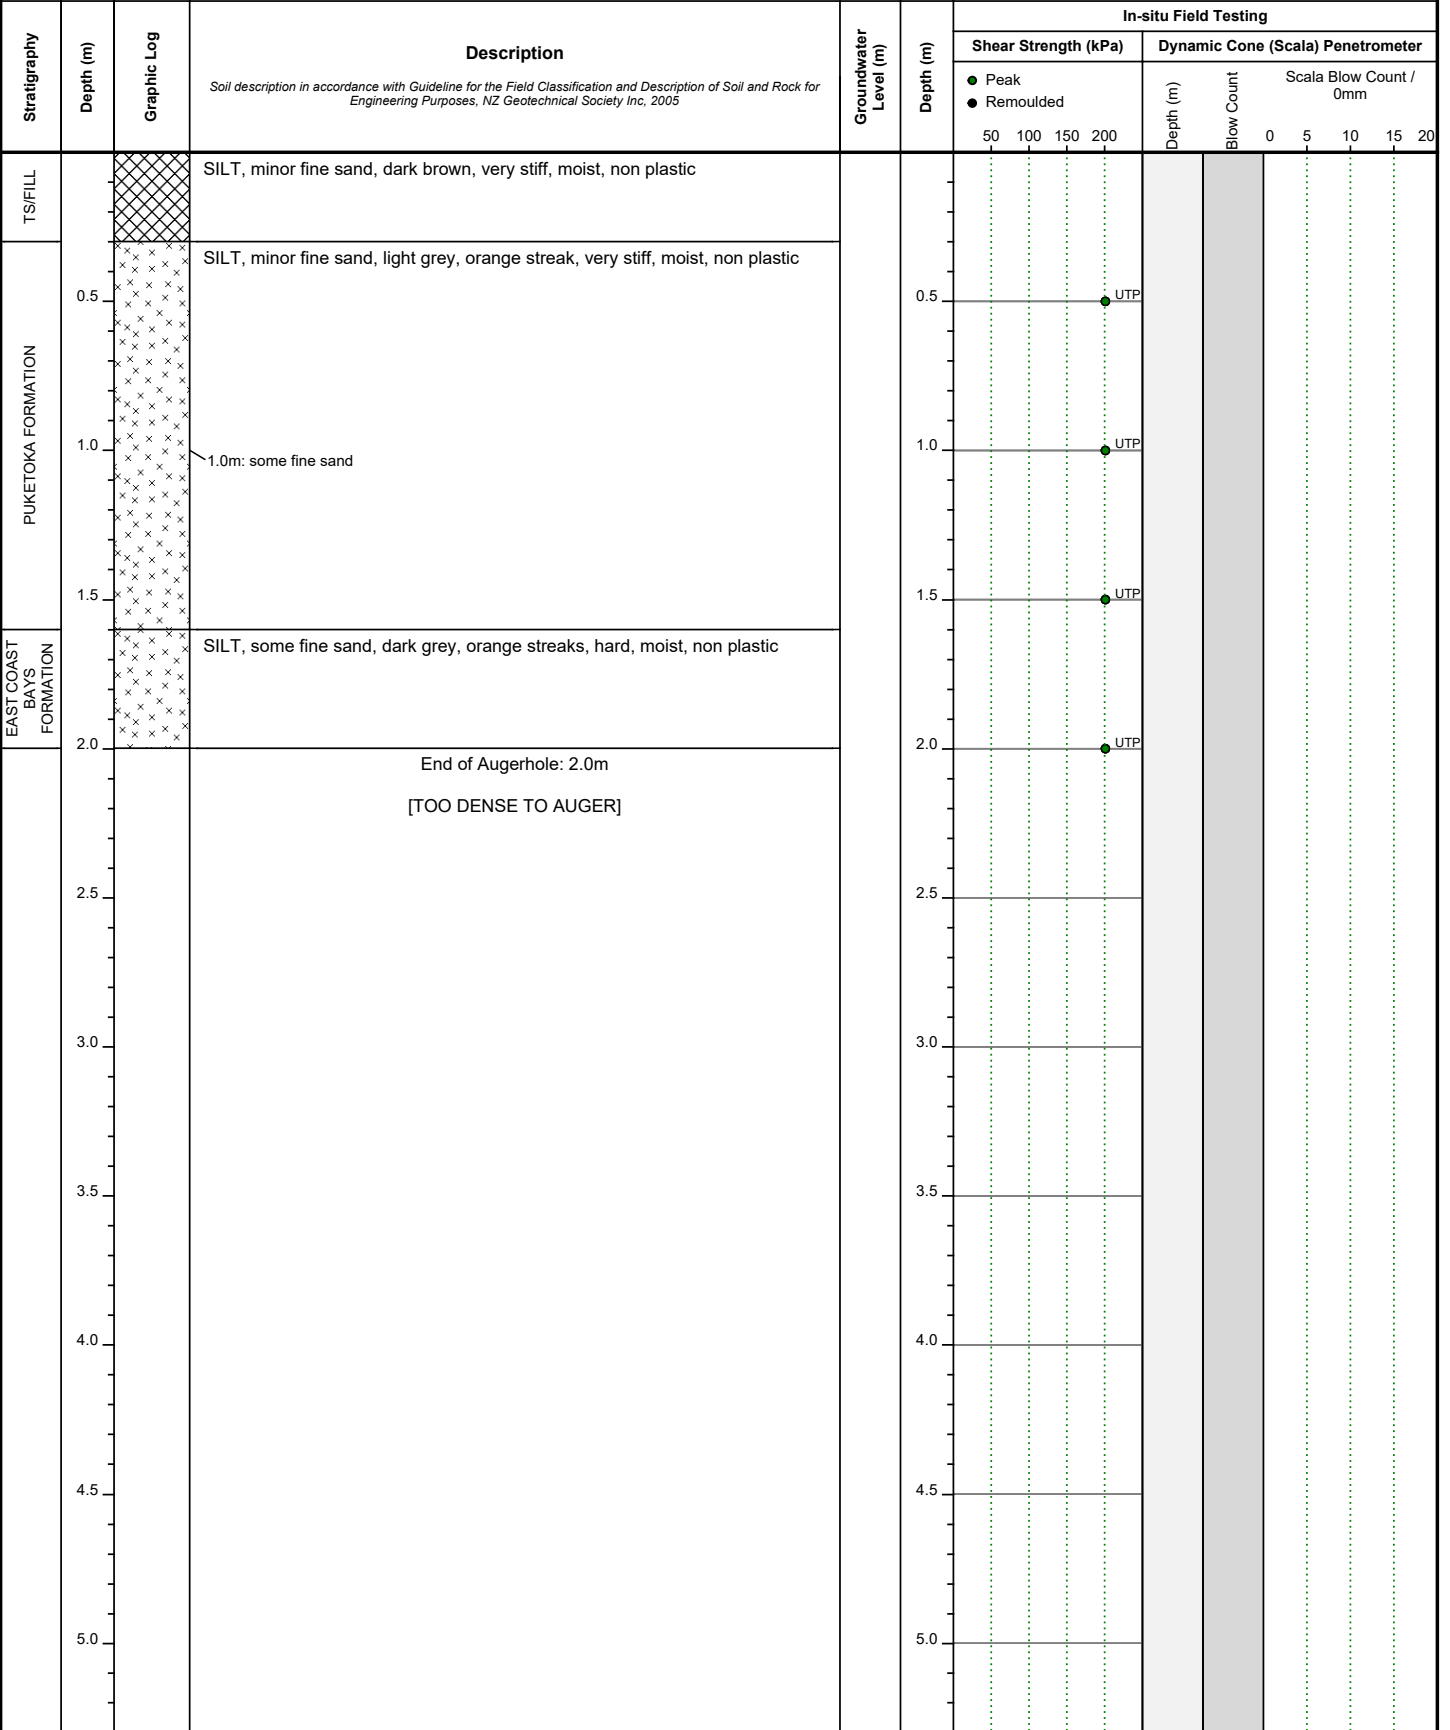 In-situ Field Testing
Stratigraphy
Depth (m)
Graphic Log
Description
Soil description in accordance with Guideline for the Field Classification and Description of Soil and Rock for
Engineering Purposes, NZ Geotechnical Society Inc, 2005
Groundwater
Level (m)
Depth (m)
Shear Strength (kPa)
Dynamic Cone (Scala) Penetrometer
Peak
Remoulded
50 100 150 200
Depth (m)
Blow Count
Scala Blow Count /
0mm
0 5 10 15 20
TS/FILL
SILT, minor fine sand, dark brown, very stiff, moist, non plastic
PUKETOKA FORMATION
SILT, minor fine sand, light grey, orange streak, very stiff, moist, non plastic
0.5 0.5 UTP
1.0 1.0 UTP
1.0m: some fine sand
1.5 1.5 UTP
EAST COAST
BAYS
FORMATION
SILT, some fine sand, dark grey, orange streaks, hard, moist, non plastic
2.0 2.0 UTP
End of Augerhole: 2.0m
[TOO DENSE TO AUGER]
2.5 2.5
3.0 3.0
3.5 3.5
4.0 4.0
4.5 4.5
5.0 5.0